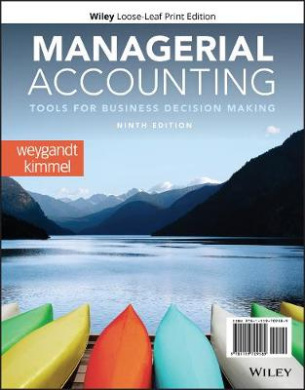 Wiley Loose-Leaf Print Edition
MANAGERIAL
ACCOUNTING
TOOLS FOR BUSINESS DECISION MAKING
NINTH EDITION
weygandt
kimmel
WILEY